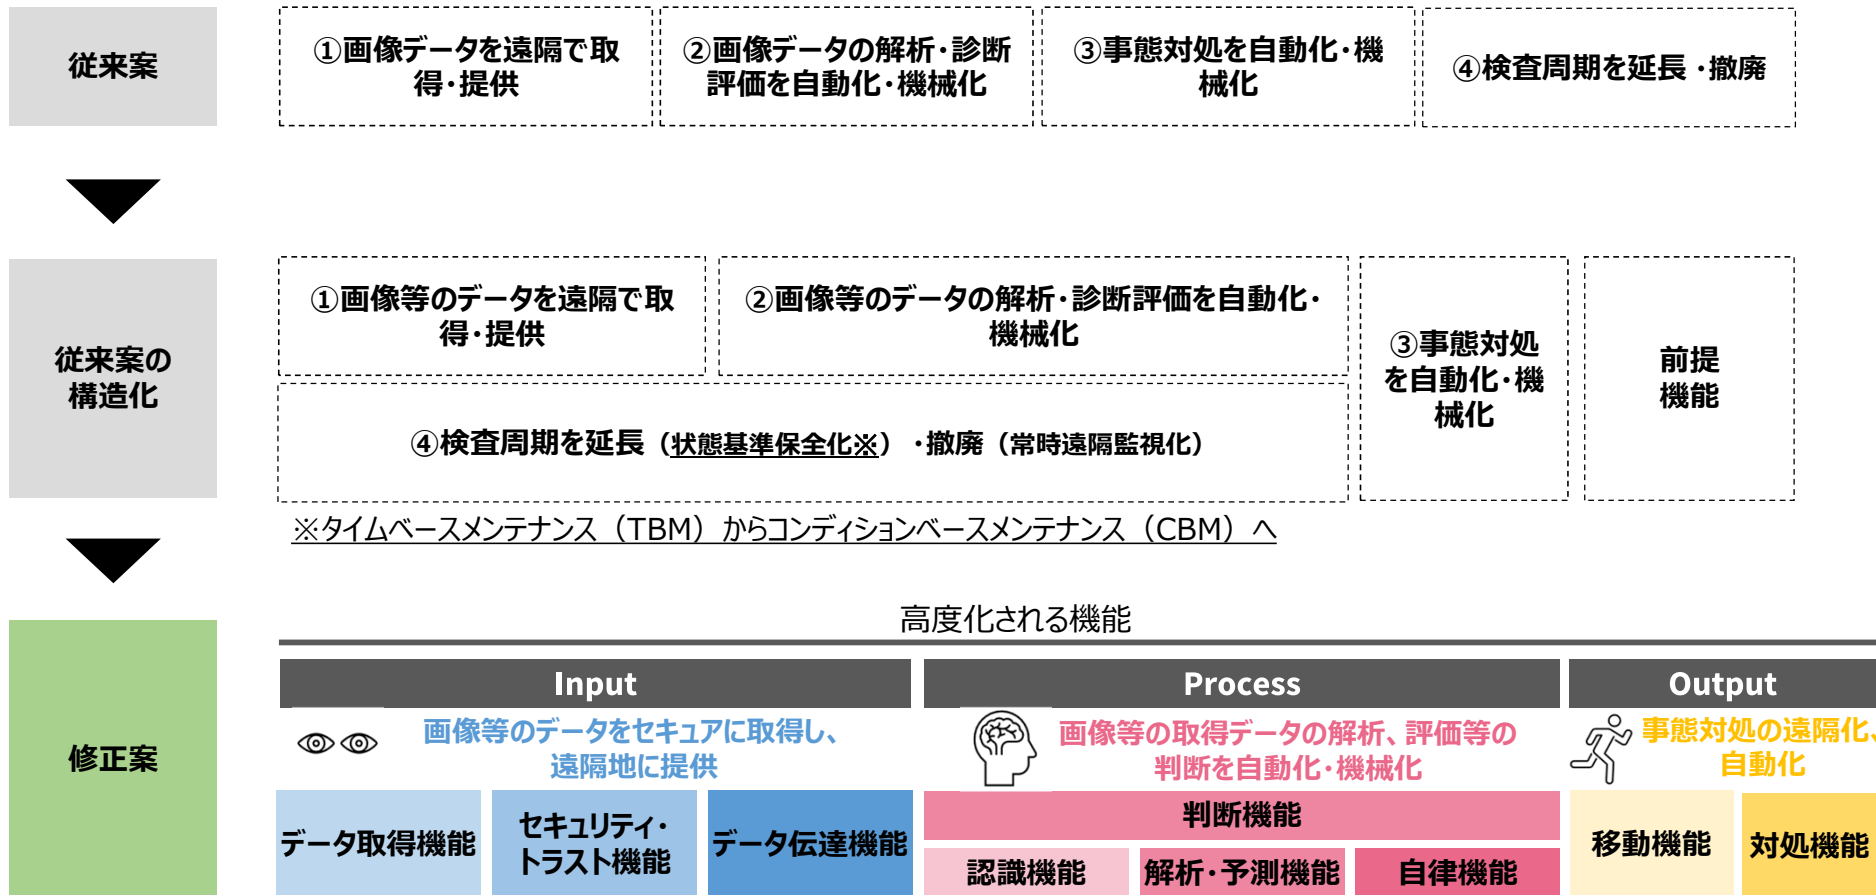 従来案
①画像データを遠隔で取
得・提供
②画像データの解析・診断
評価を自動化・機械化
③事態対処を自動化・機
械化
④検査周期を延長・撤廃
従来案の
構造化
①画像等のデータを遠隔で取
得・提供
②画像等のデータの解析・診断評価を自動化・
機械化
③事態対処
を自動化・機
械化
前提
機能
④検査周期を延長（状態基準保全化※）・撤廃（常時遠隔監視化）
※タイムベースメンテナンス（TBM）からコンディションベースメンテナンス（CBM）へ
修正案
高度化される機能
Input
画像等のデータをセキュアに取得し、
遠隔地に提供
データ取得機能
セキュリティ・
トラスト機能
データ伝達機能
Process
画像等の取得データの解析、評価等の
判断を自動化・機械化
判断機能
認識機能
解析・予測機能
自律機能
Output
事態対処の遠隔化、
自動化
移動機能
対処機能